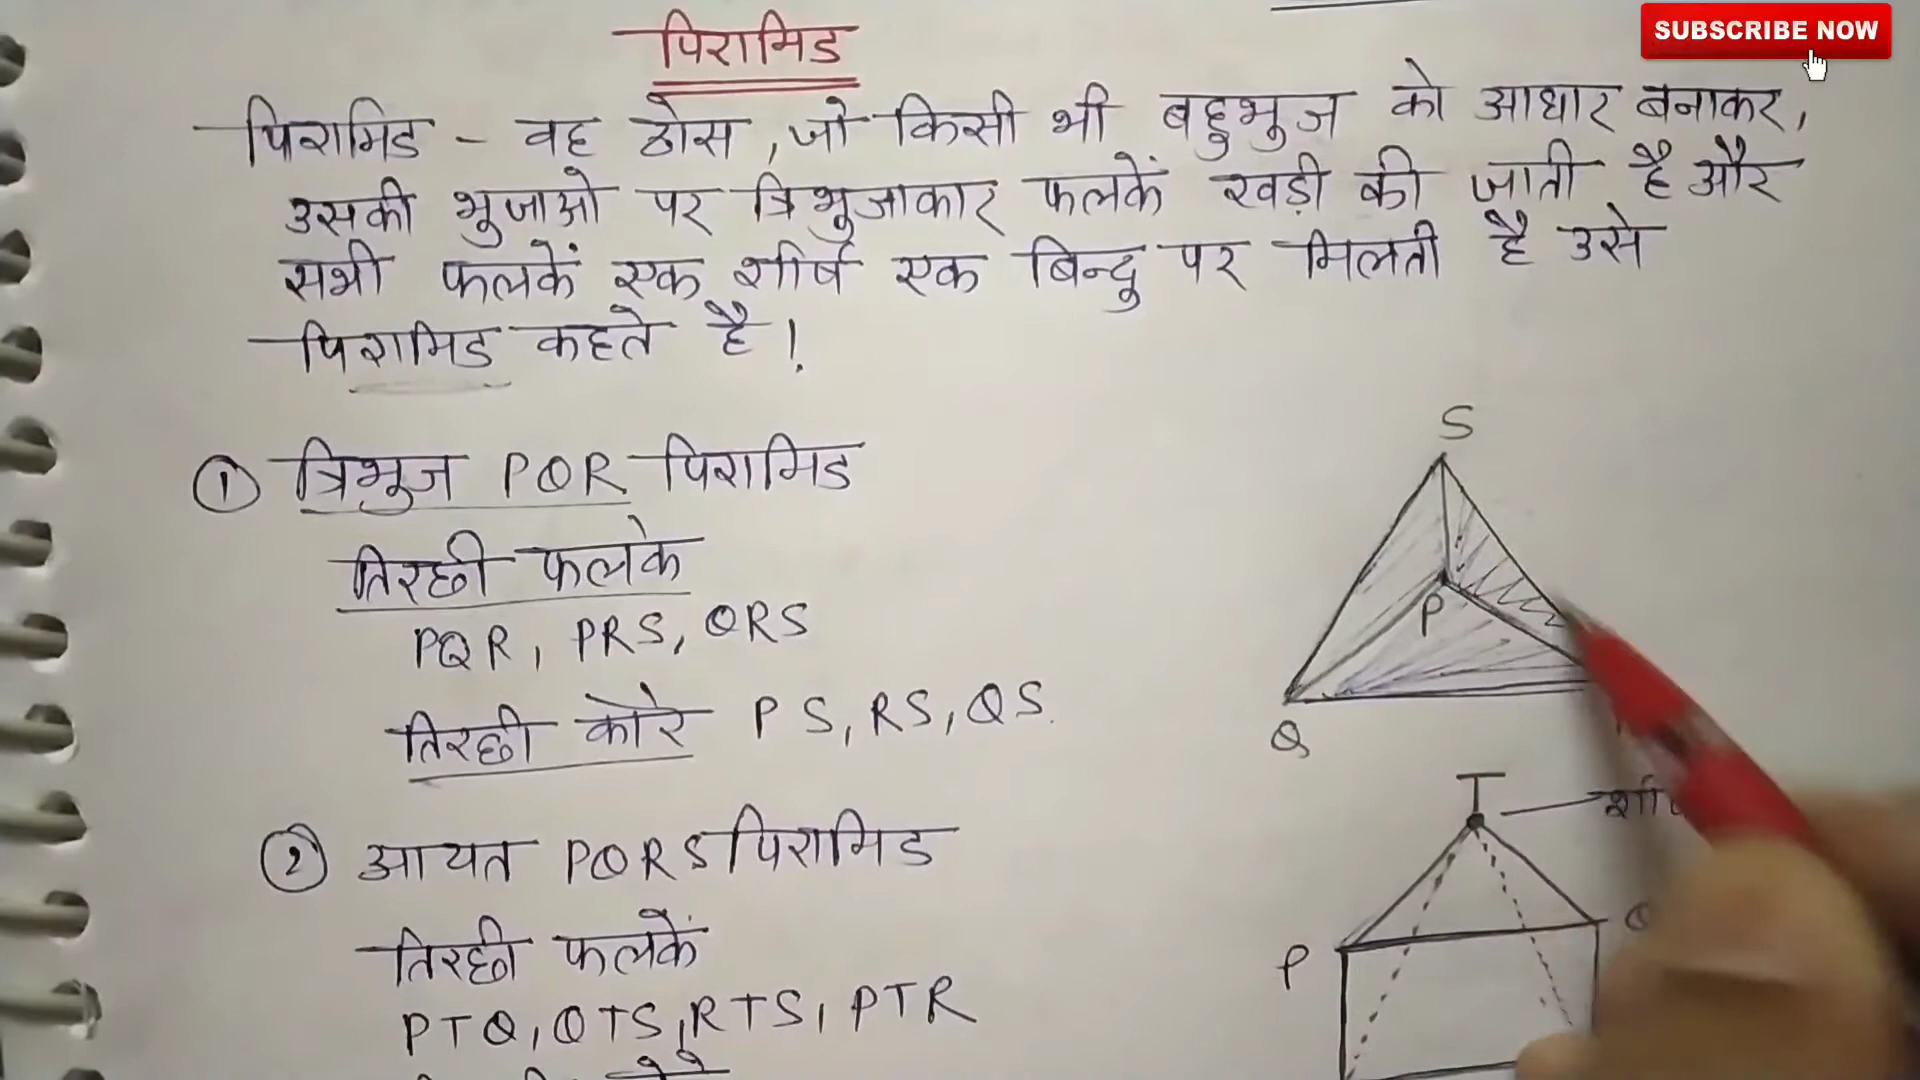 SUBSCRIBE NOW
पिरामिड
पिरामिड - वह ठोस, जो किसी भी बहुभुज को आधार बनाकर,
उसकी भुजाओ पर त्रिभुजाकार फलकें खड़ी की जाती है और
सभी फलकें एक शीर्ष एक बिन्दु पर मिलती है उसे
पिरामिड कहते है !
① त्रिभुज PQR पिरामिड
तिरछी फलके
PQR, PRS, QRS
तिरछी कोरे PS, RS, QS.
② आयत PQRS पिरामिड
तिरछी फलकें
PTQ, QTS, RTS, PTR
S
P
Q
T
P
Q